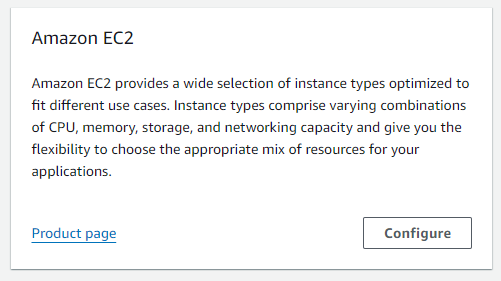 Amazon EC2
Amazon EC2 provides a wide selection of instance types optimized to
fit different use cases. Instance types comprise varying combinations
of CPU, memory, storage, and networking capacity and give you the
flexibility to choose the appropriate mix of resources for your
applications.
Product page
Configure